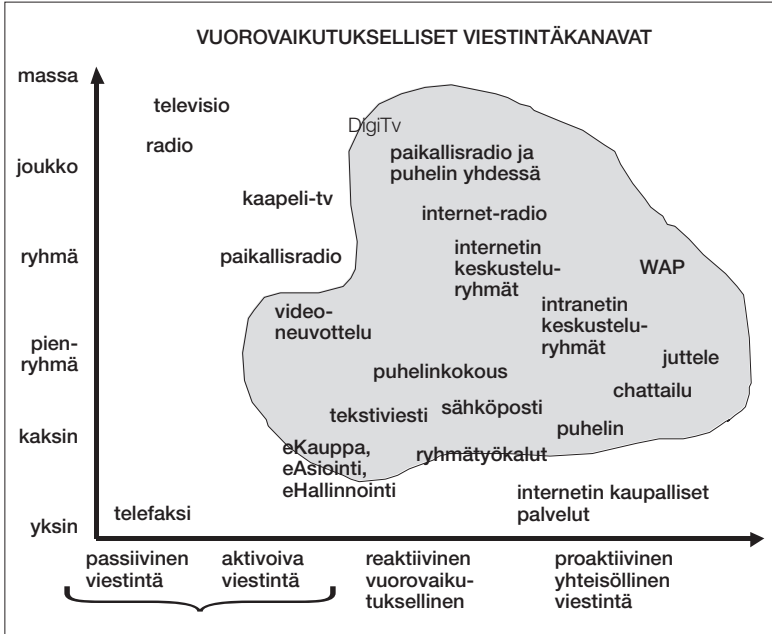 VUOROVAIKUTUKSELLISET VIESTINTÄKANAVAT
massa
joukko
ryhmä
pien-
ryhmä
kaksin
yksin
televisio
radio
DigiTv
paikallisradio ja
puhelin yhdessä
kaapeli-tv
internet-radio
paikallisradio
internetin
keskustelu-
ryhmät
WAP
video-
neuvottelu
intranetin
keskustelu-
ryhmät
juttele
puhelinkokous
chattailu
tekstiviesti
sähköposti
puhelin
eKauppa,
eAsiointi,
eHallinnointi
ryhmätyökalut
internetin kaupalliset
palvelut
telefaksi
passiivinen
viestintä
aktivoiva
viestintä
reaktiivinen
vuorovaiku-
tuksellinen
proaktiivinen
yhteisöllinen
viestintä